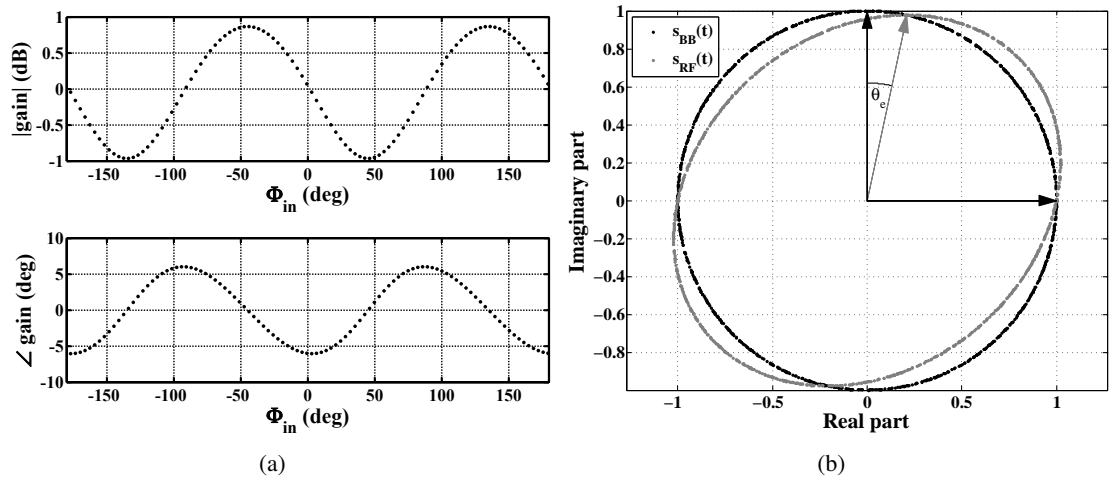 |gain| (dB)
1
0.5
0
-0.5
-1
-150 -100 -50 0 50 100 150
Φin (deg)
∠ gain (deg)
10
5
0
-5
-10
-150 -100 -50 0 50 100 150
Φin (deg)
(a)
sBB(t)
sRF(t)
θe
Imaginary part
1
0.8
0.6
0.4
0.2
0
−0.2
−0.4
−0.6
−0.8
−1 −0.5 0 0.5 1
Real part
(b)